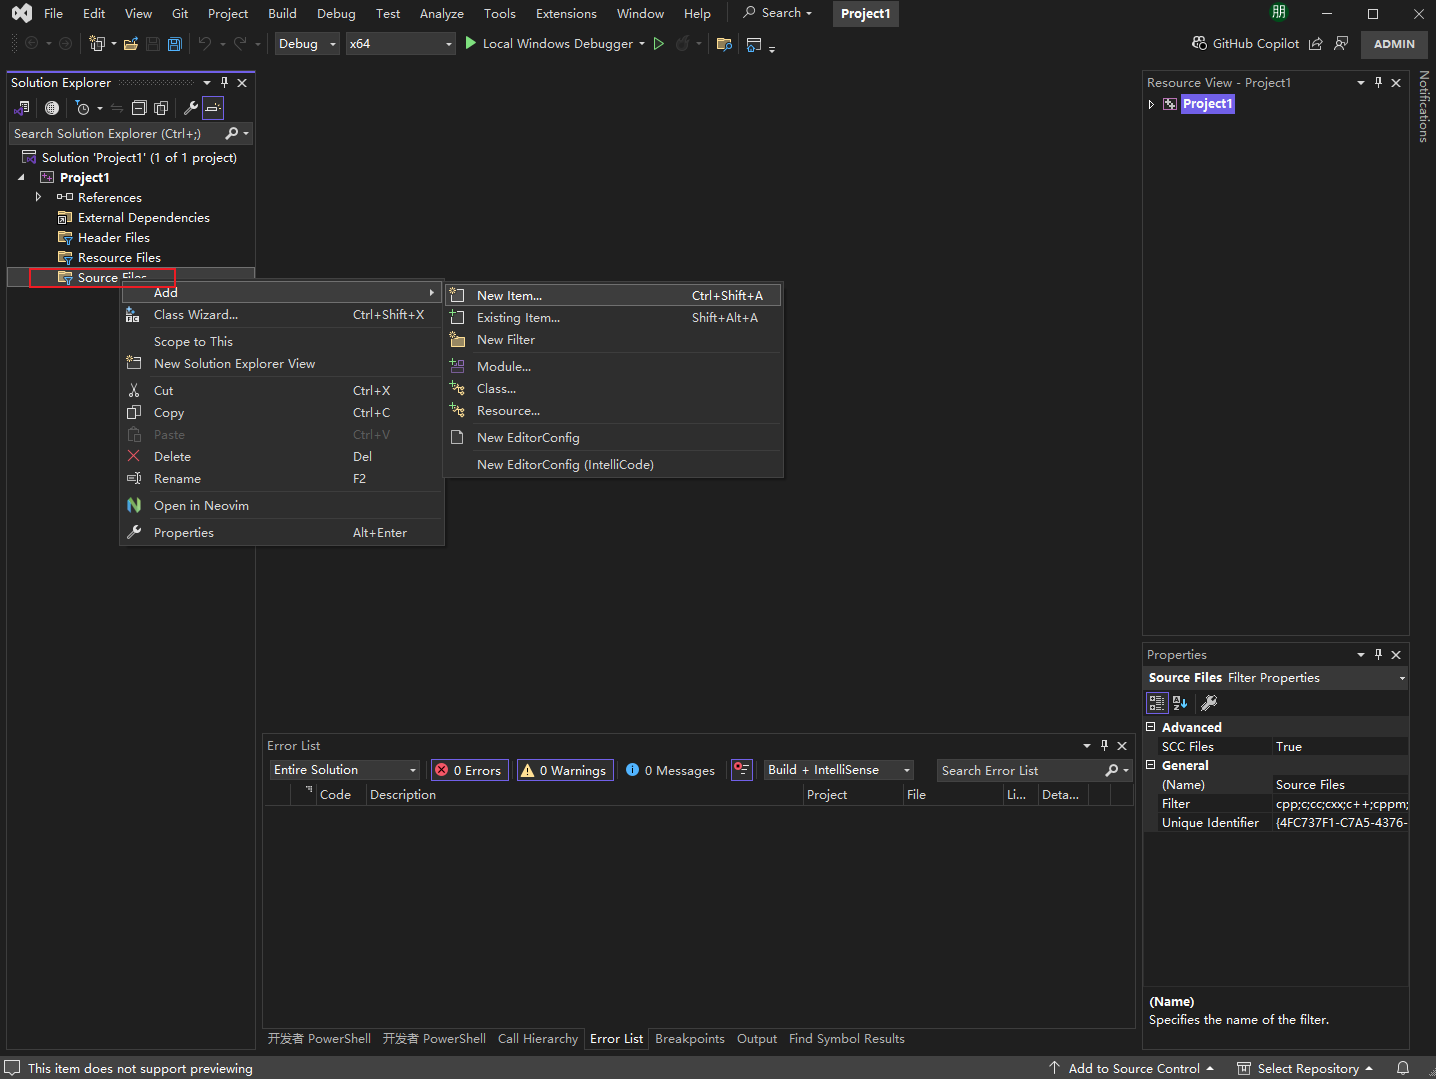 File Edit View Git Project Build Debug Test Analyze Tools Extensions Window Help Search Project1 朋
Debug x64 Local Windows Debugger GitHub Copilot ADMIN
Solution Explorer
Search Solution Explorer (Ctrl+;)
Solution 'Project1' (1 of 1 project)
Project1
References
External Dependencies
Header Files
Resource Files
Source Files
Add
Class Wizard... Ctrl+Shift+X
Scope to This
New Solution Explorer View
Cut Ctrl+X
Copy Ctrl+C
Paste Ctrl+V
Delete Del
Rename F2
Open in Neovim
Properties Alt+Enter
New Item... Ctrl+Shift+A
Existing Item... Shift+Alt+A
New Filter
Module...
Class...
Resource...
New EditorConfig
New EditorConfig (IntelliCode)
Resource View - Project1
Project1
Notifications
Properties
Source Files Filter Properties
Advanced
SCC Files True
General
(Name) Source Files
Filter cpp;c;cc;cxx;c++;cppm;
Unique Identifier {4FC737F1-C7A5-4376-
(Name)
Specifies the name of the filter.
Error List
Entire Solution 0 Errors 0 Warnings 0 Messages Build + IntelliSense Search Error List
Code Description Project File Li... Deta...
开发者 PowerShell 开发者 PowerShell Call Hierarchy Error List Breakpoints Output Find Symbol Results
This item does not support previewing Add to Source Control Select Repository